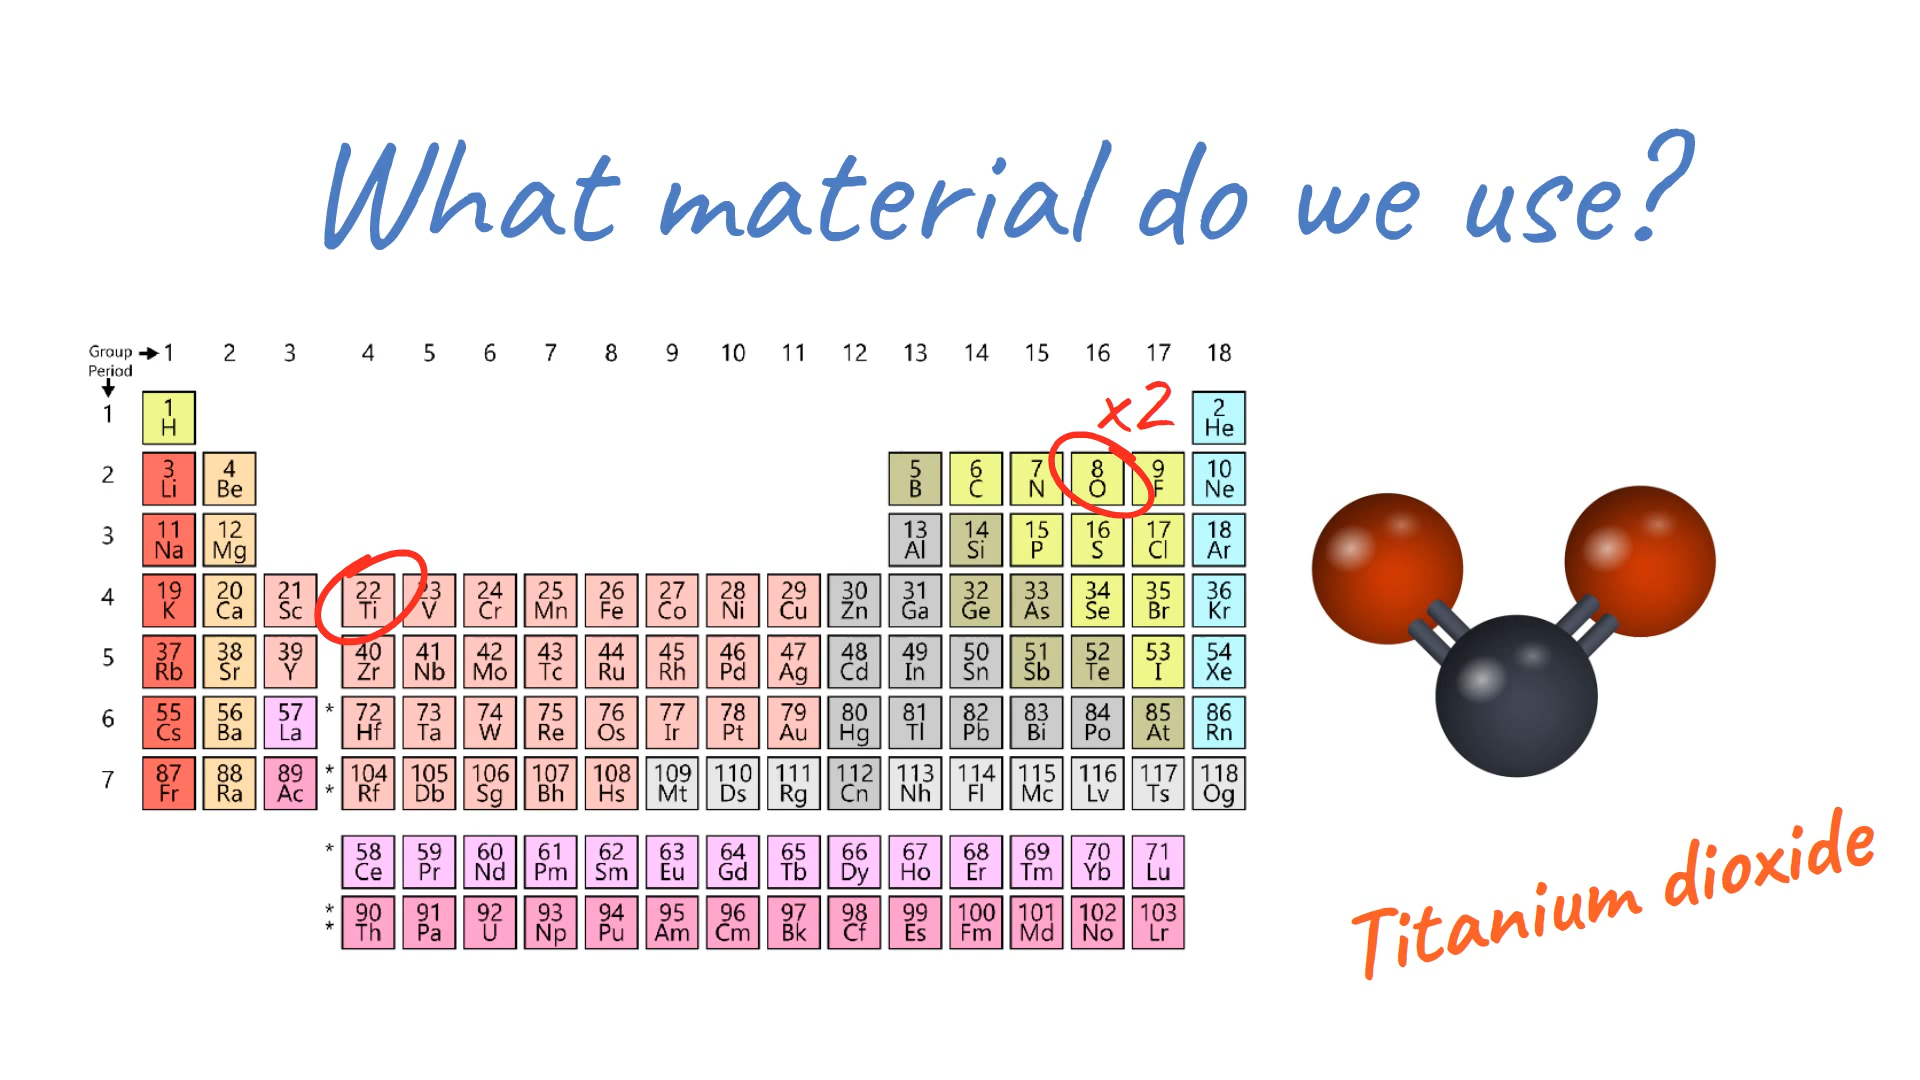 What material do we use?
Group → 1 2 3 4 5 6 7 8 9 10 11 12 13 14 15 16 17 18
Period
x2
1 1 2
H He
2 3 4 5 6 7 8 9 10
Li Be B C N O F Ne
3 11 12 13 14 15 16 17 18
Na Mg Al Si P S Cl Ar
4 19 20 21 22 23 24 25 26 27 28 29 30 31 32 33 34 35 36
K Ca Sc Ti V Cr Mn Fe Co Ni Cu Zn Ga Ge As Se Br Kr
5 37 38 39 40 41 42 43 44 45 46 47 48 49 50 51 52 53 54
Rb Sr Y Zr Nb Mo Tc Ru Rh Pd Ag Cd In Sn Sb Te I Xe
6 55 56 57 * 72 73 74 75 76 77 78 79 80 81 82 83 84 85 86
Cs Ba La Hf Ta W Re Os Ir Pt Au Hg Tl Pb Bi Po At Rn
7 87 88 89 * 104 105 106 107 108 109 110 111 112 113 114 115 116 117 118
Fr Ra Ac * Rf Db Sg Bh Hs Mt Ds Rg Cn Nh Fl Mc Lv Ts Og
* 58 59 60 61 62 63 64 65 66 67 68 69 70 71
Ce Pr Nd Pm Sm Eu Gd Tb Dy Ho Er Tm Yb Lu
* 90 91 92 93 94 95 96 97 98 99 100 101 102 103
* Th Pa U Np Pu Am Cm Bk Cf Es Fm Md No Lr
Titanium dioxide